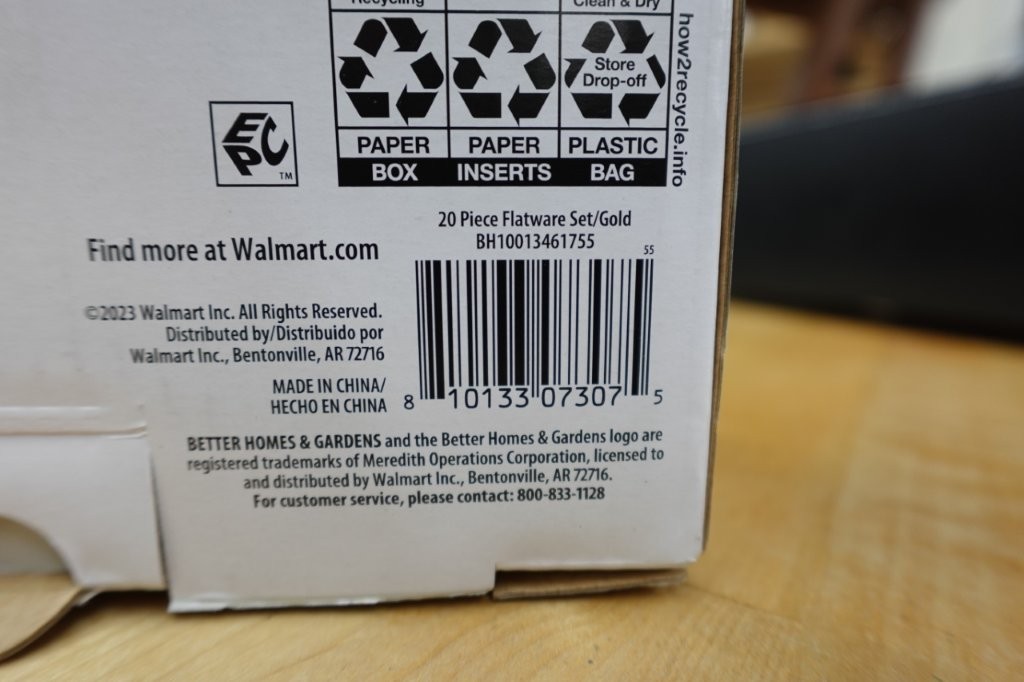 Recycling
Clean & Dry
Store
Drop-off
PAPER
PAPER
PLASTIC
BOX
INSERTS
BAG
how2recycle.info
EPC
TM
20 Piece Flatware Set/Gold
BH10013461755
55
Find more at Walmart.com
8 10133 07307 5
©2023 Walmart Inc. All Rights Reserved.
Distributed by/Distribuido por
Walmart Inc., Bentonville, AR 72716
MADE IN CHINA/
HECHO EN CHINA
BETTER HOMES & GARDENS and the Better Homes & Gardens logo are
registered trademarks of Meredith Operations Corporation, licensed to
and distributed by Walmart Inc., Bentonville, AR 72716.
For customer service, please contact: 800-833-1128